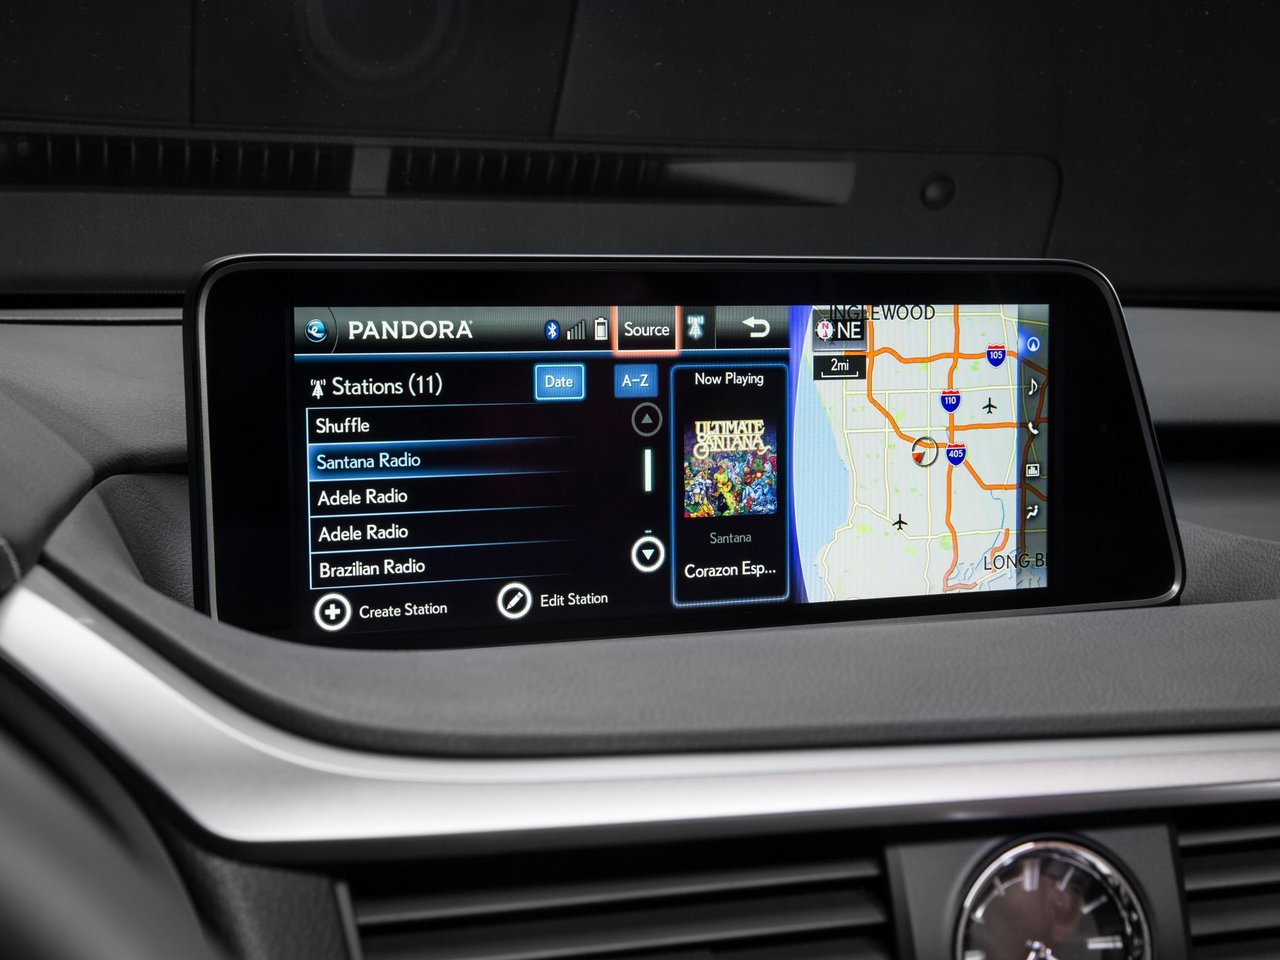 PANDORA
Source
Stations (11)
Date
A-Z
Shuffle
Santana Radio
Adele Radio
Adele Radio
Brazilian Radio
Create Station
Edit Station
Now Playing
ULTIMATE
SANTANA
Santana
Corazon Esp...
INGLEWOOD
N
NE
2mi
105
110
405
LONG B